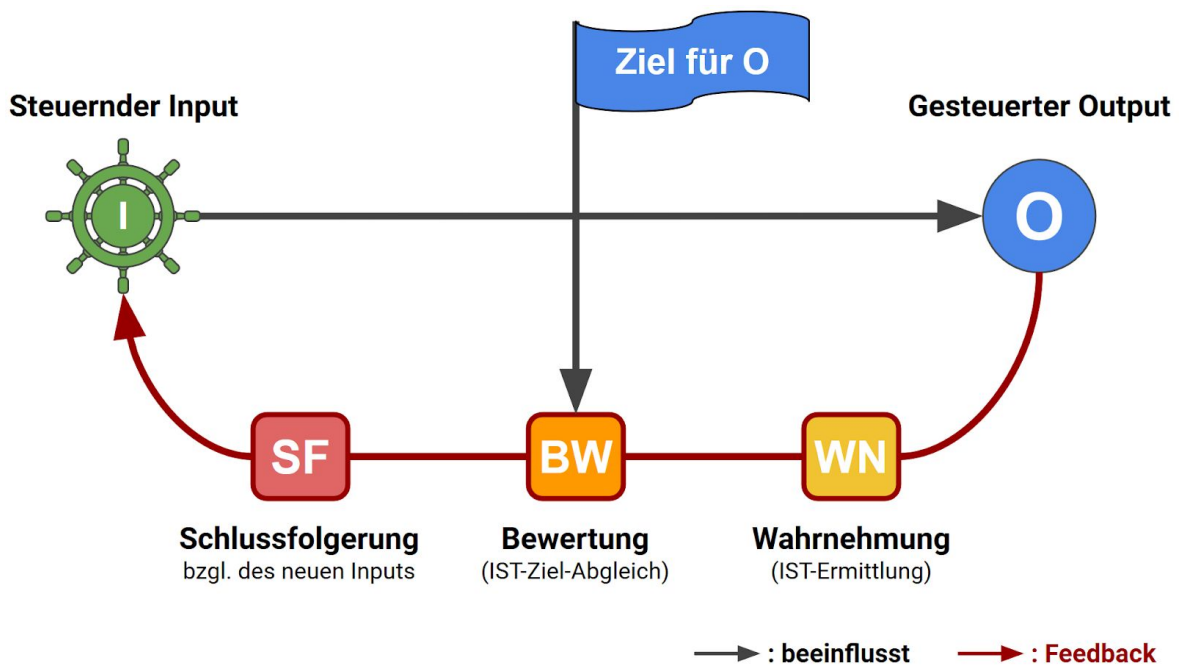 Ziel für O
Steuernder Input
Gesteuerter Output
I
O
SF
BW
WN
Schlussfolgerung
bzgl. des neuen Inputs
Bewertung
(IST-Ziel-Abgleich)
Wahrnehmung
(IST-Ermittlung)
: beeinflusst
: Feedback